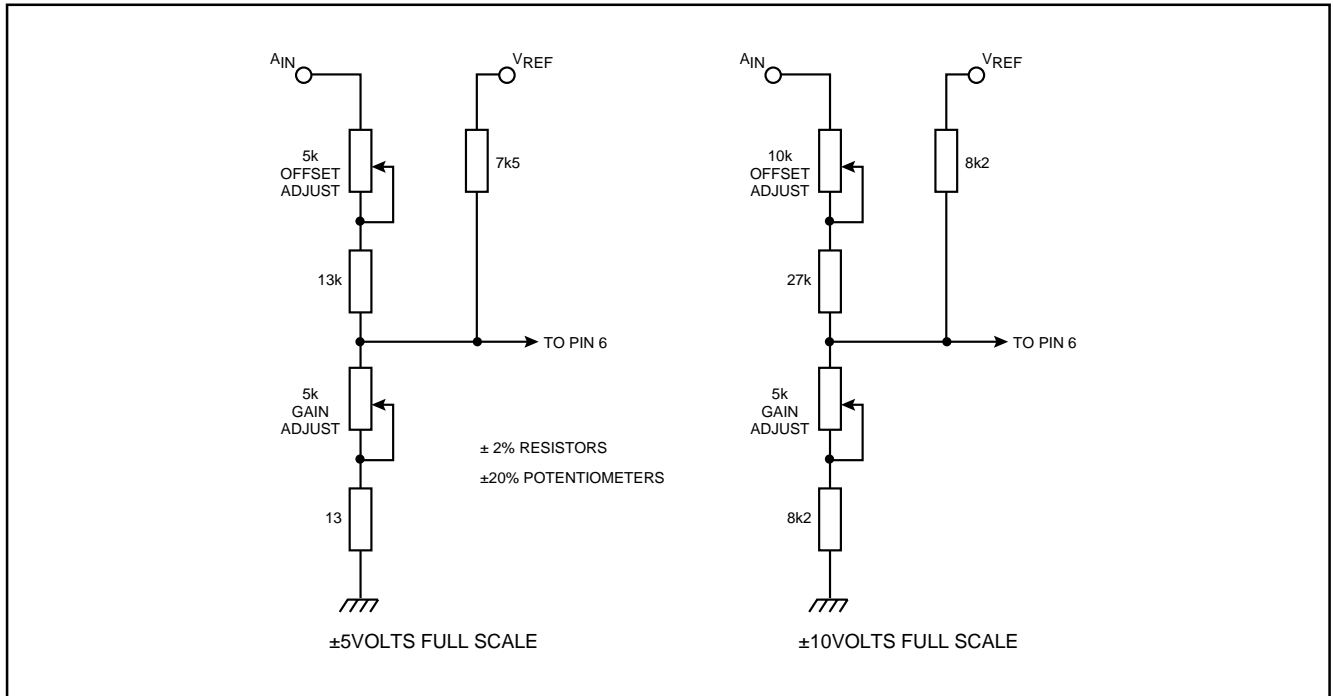 AIN
VREF
5k
OFFSET
ADJUST
7k5
13k
TO PIN 6
5k
GAIN
ADJUST
± 2% RESISTORS
±20% POTENTIOMETERS
13
±5VOLTS FULL SCALE
AIN
VREF
10k
OFFSET
ADJUST
8k2
27k
TO PIN 6
5k
GAIN
ADJUST
8k2
±10VOLTS FULL SCALE